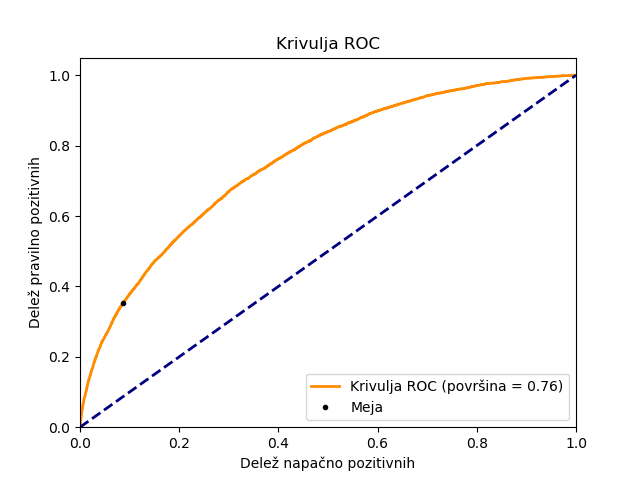 Krivulja ROC
1.0
0.8
0.6
0.4
0.2
0.0
Delež pravilno pozitivnih
Krivulja ROC (površina = 0.76)
Meja
0.0 0.2 0.4 0.6 0.8 1.0
Delež napačno pozitivnih